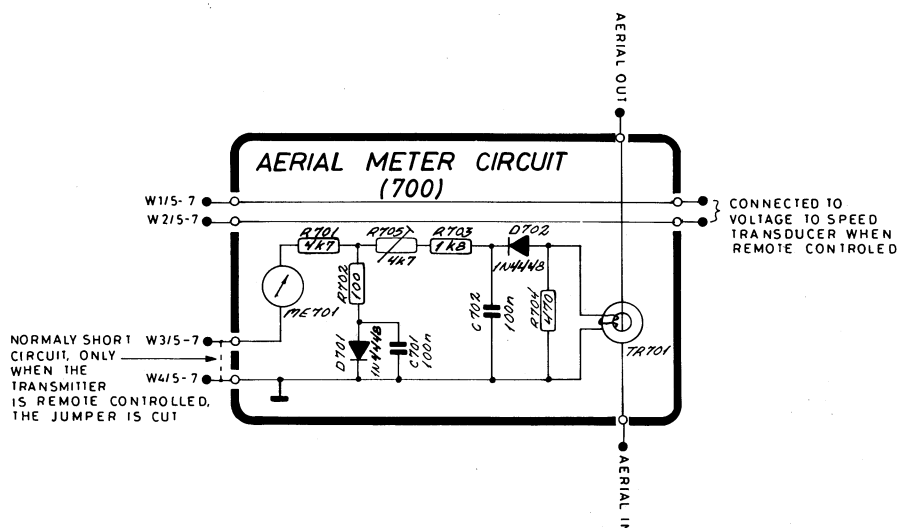 AERIAL OUT
AERIAL METER CIRCUIT
(700)
W1/5-7
W2/5-7
CONNECTED TO
VOLTAGE TO SPEED
TRANSDUCER WHEN
REMOTE CONTROLED
R701
4k7
R705
4k7
R703
1k8
D702
1N4448
R702
100
ME701
C702
100n
R704
470
TR701
D701
1N4448
C701
100n
NORMALY SHORT
CIRCUIT, ONLY
WHEN THE
TRANSMITTER
IS REMOTE CONTROLLED,
THE JUMPER IS CUT
W3/5-7
W4/5-7
AERIAL IN